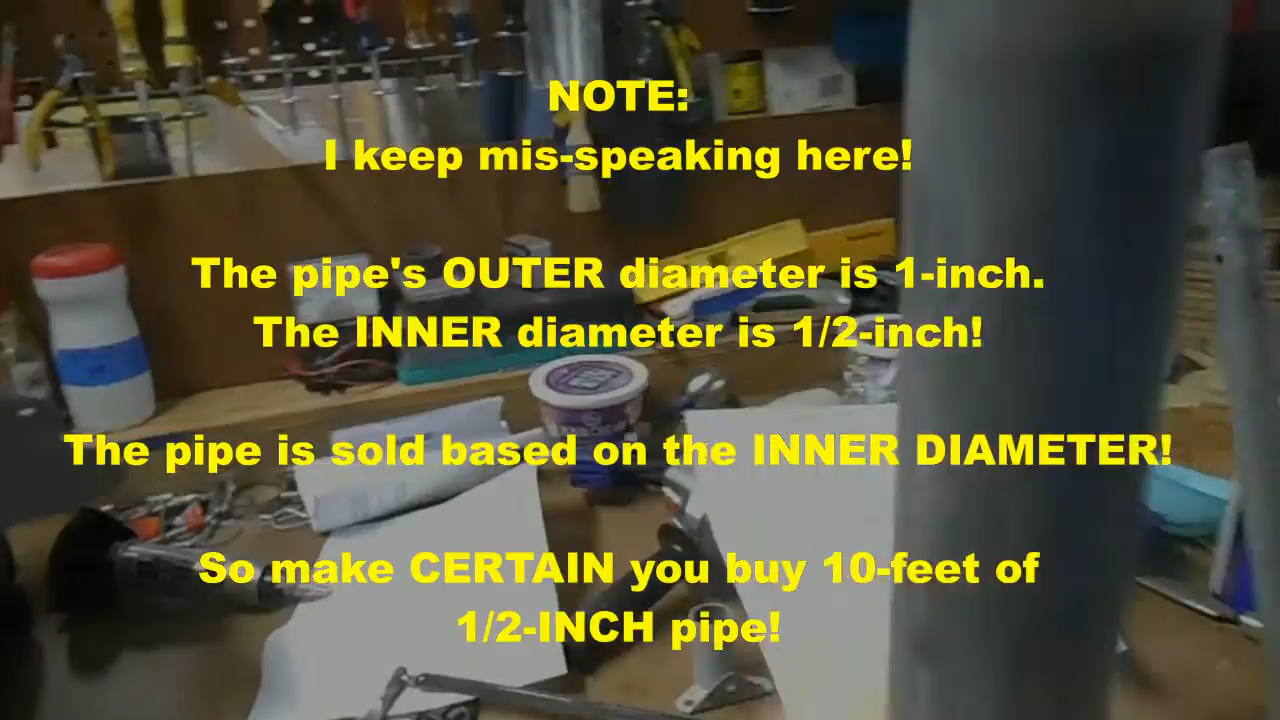 NOTE:
I keep mis-speaking here!
The pipe's OUTER diameter is 1-inch.
The INNER diameter is 1/2-inch!
The pipe is sold based on the INNER DIAMETER!
So make CERTAIN you buy 10-feet of
1/2-INCH pipe!